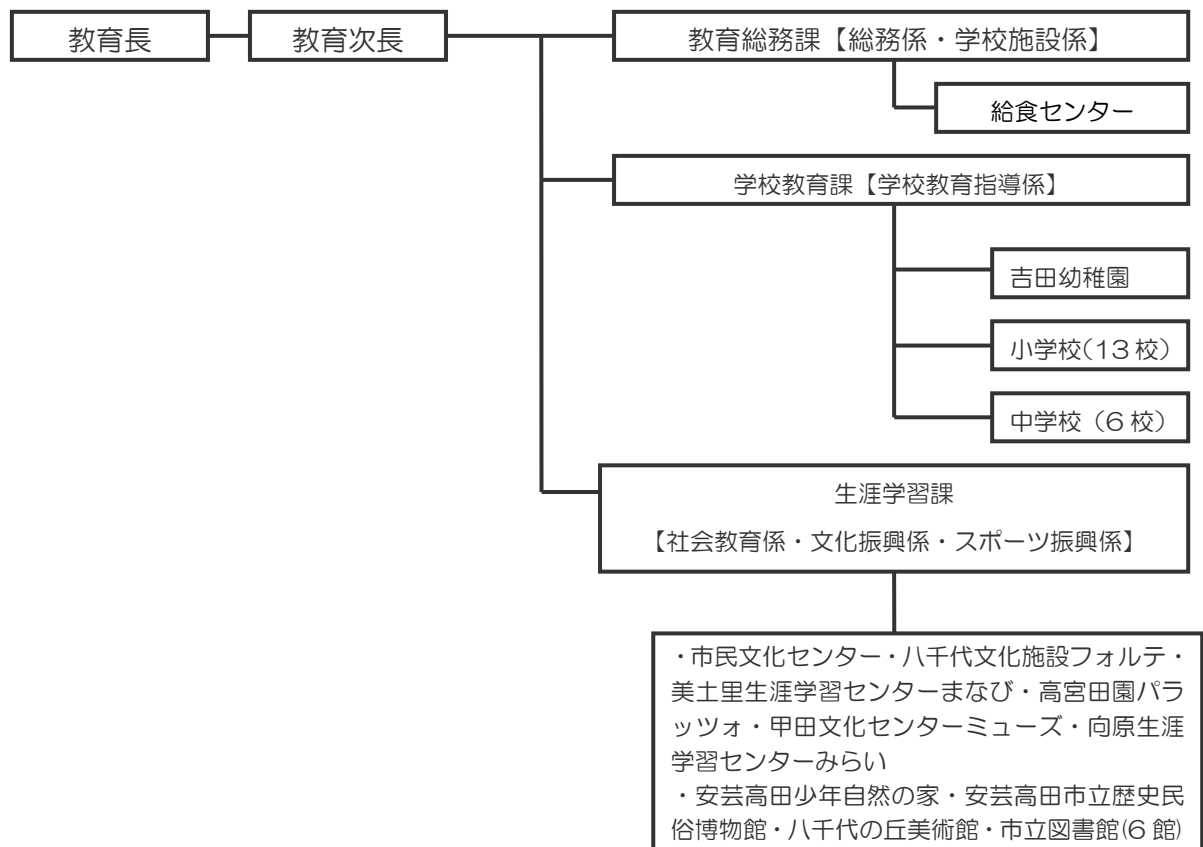 教育長
教育次長
教育総務課【総務係・学校施設係】
給食センター
学校教育課【学校教育指導係】
吉田幼稚園
小学校(13校)
中学校（6校）
生涯学習課
【社会教育係・文化振興係・スポーツ振興係】
・市民文化センター・八千代文化施設フォルテ・
美土里生涯学習センターまなび・高宮田園パラ
ッツォ・甲田文化センターミューズ・向原生涯
学習センターみらい
・安芸高田少年自然の家・安芸高田市立歴史民
俗博物館・八千代の丘美術館・市立図書館(6館)